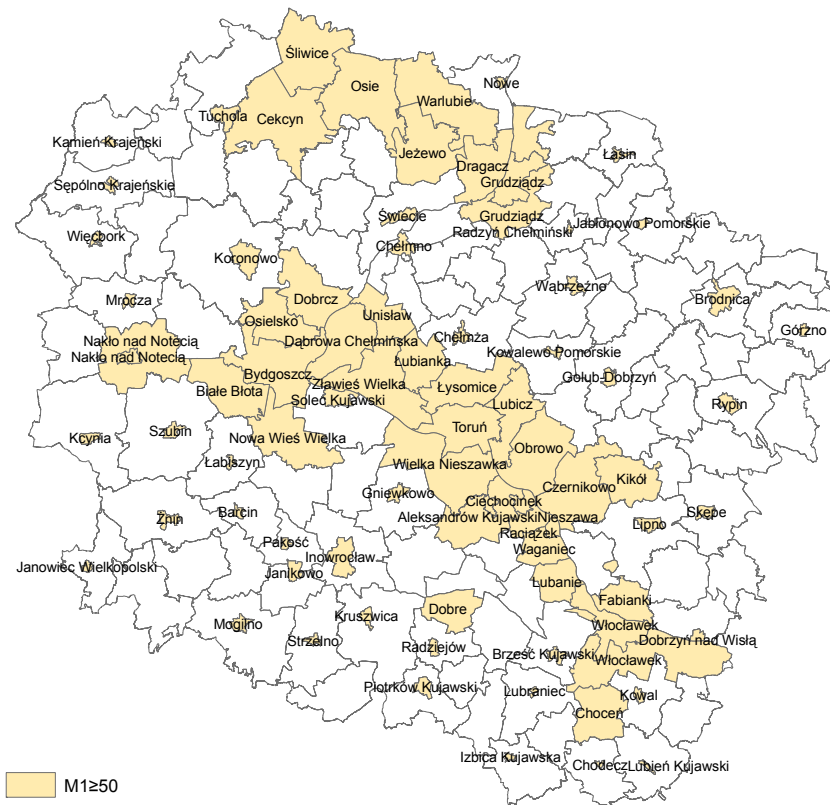 Śliwice
Osie
Nowe
Warlubie
Tuchola
Cekcyn
Kamień Krajeński
Jeżewo
Łasin
Dragacz
Sępólno Krajeńskie
Grudziądz
Świecie
Grudziądz
Jabłonowo Pomorskie
Radzyń Chełmiński
Więcbork
Chełmno
Koronowo
Wąbrzeźno
Mrocza
Dobrcz
Brodnica
Unisław
Osielsko
Górzno
Nakło nad Notecią
Dąbrowa Chełmińska
Chełmża
Kowalewo Pomorskie
Nakło nad Notecią
Łubianka
Bydgoszcz
Golub-Dobrzyń
Białe Błota
Zławieś Wielka
Łysomice
Solec Kujawski
Lubicz
Rypin
Toruń
Szubin
Kcynia
Nowa Wieś Wielka
Obrowo
Łabiszyn
Wielka Nieszawka
Kikół
Czernikowo
Gniewkowo
Ciechocinek
Żnin
Barcin
Aleksandrów Kujawski
Nieszawa
Skępe
Lipno
Raciążek
Pakość
Waganiec
Inowrocław
Janowiec Wielkopolski
Janikowo
Lubanie
Fabianki
Dobre
Kruszwica
Mogilno
Włocławek
Strzelno
Dobrzyń nad Wisłą
Radziejów
Brześć Kujawski
Włocławek
Piotrków Kujawski
Lubraniec
Kowal
Choceń
Izbica Kujawska
Chodecz
Lubień Kujawski
M1≥50